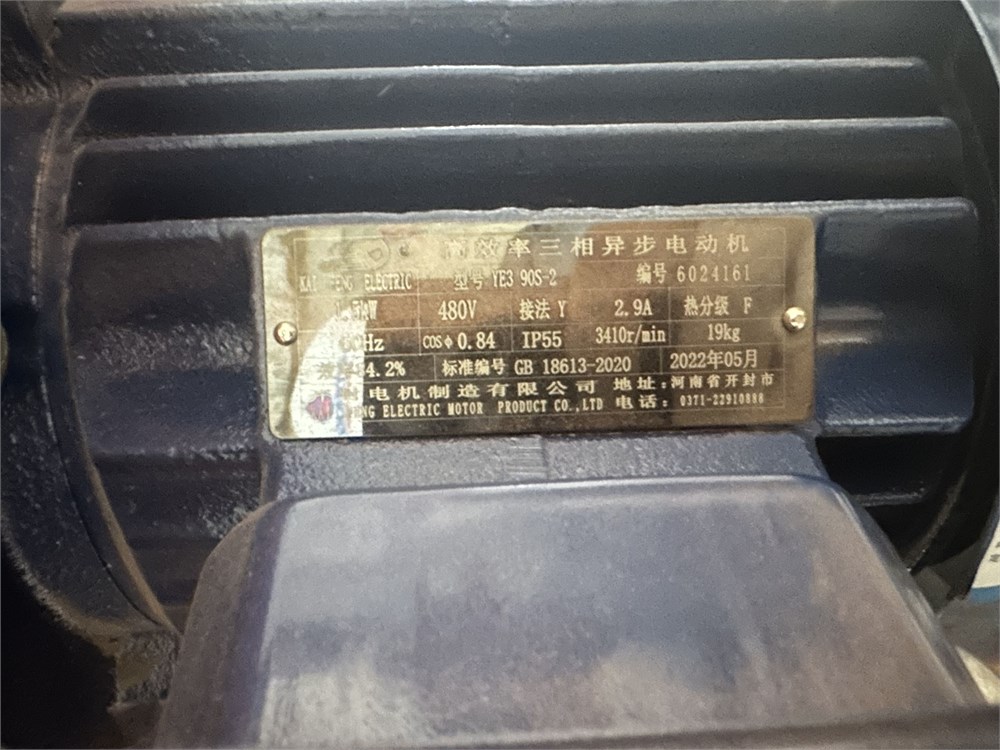 高效率三相异步电动机
KAI FENG ELECTRIC 型号 YE3 90S-2 编号 6024161
480V 接法 Y 2.9A 热分级 F
Hz COSΦ 0.84 IP55 3410r/min 19kg
4.2% 标准编号 GB 18613-2020 2022年05月
电机制造有限公司 地址:河南省开封市
ELECTRIC MOTOR PRODUCT CO.,LTD 电话: 0371-22910888